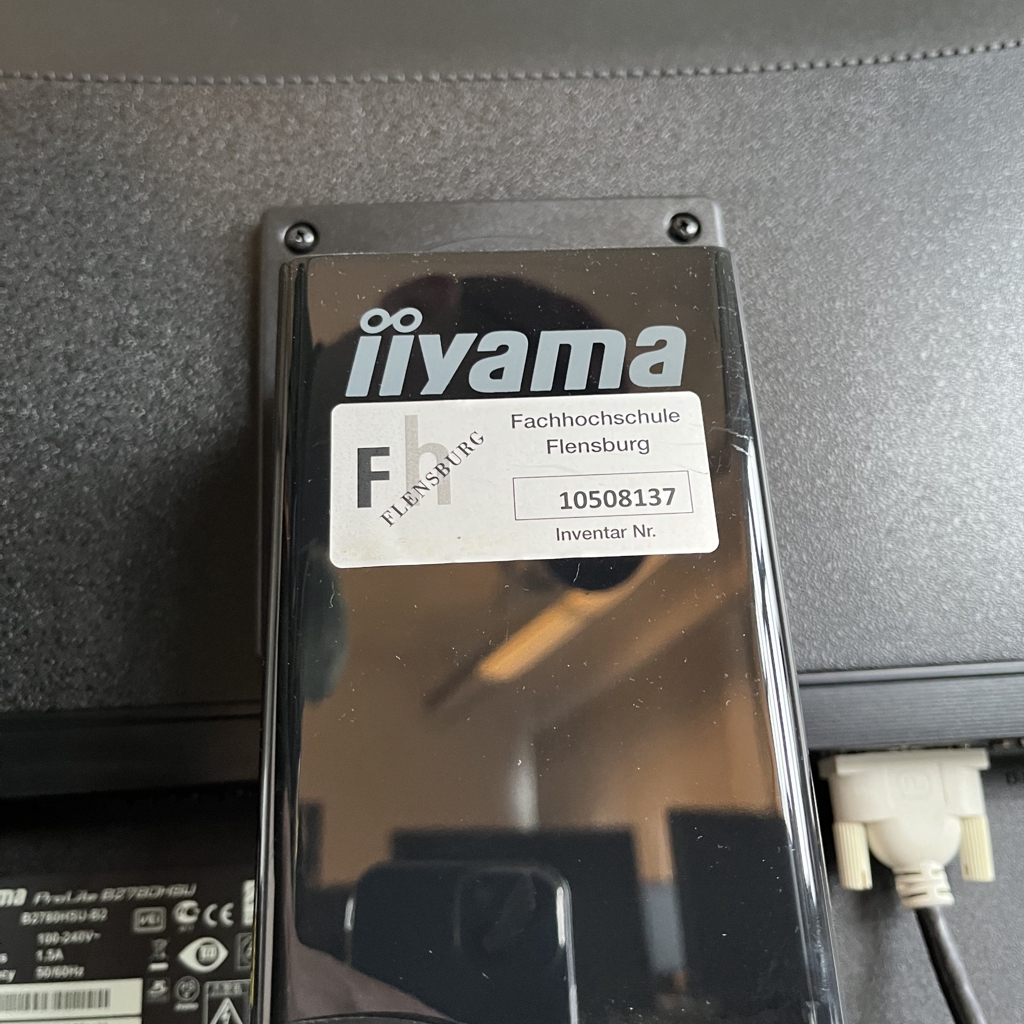 iiyama
Fh
FLENSBURG
Fachhochschule
Flensburg
10508137
Inventar Nr.
ProLite B2780HSU
B2780HSU-B2
100-240V~
1.5A
50/60Hz